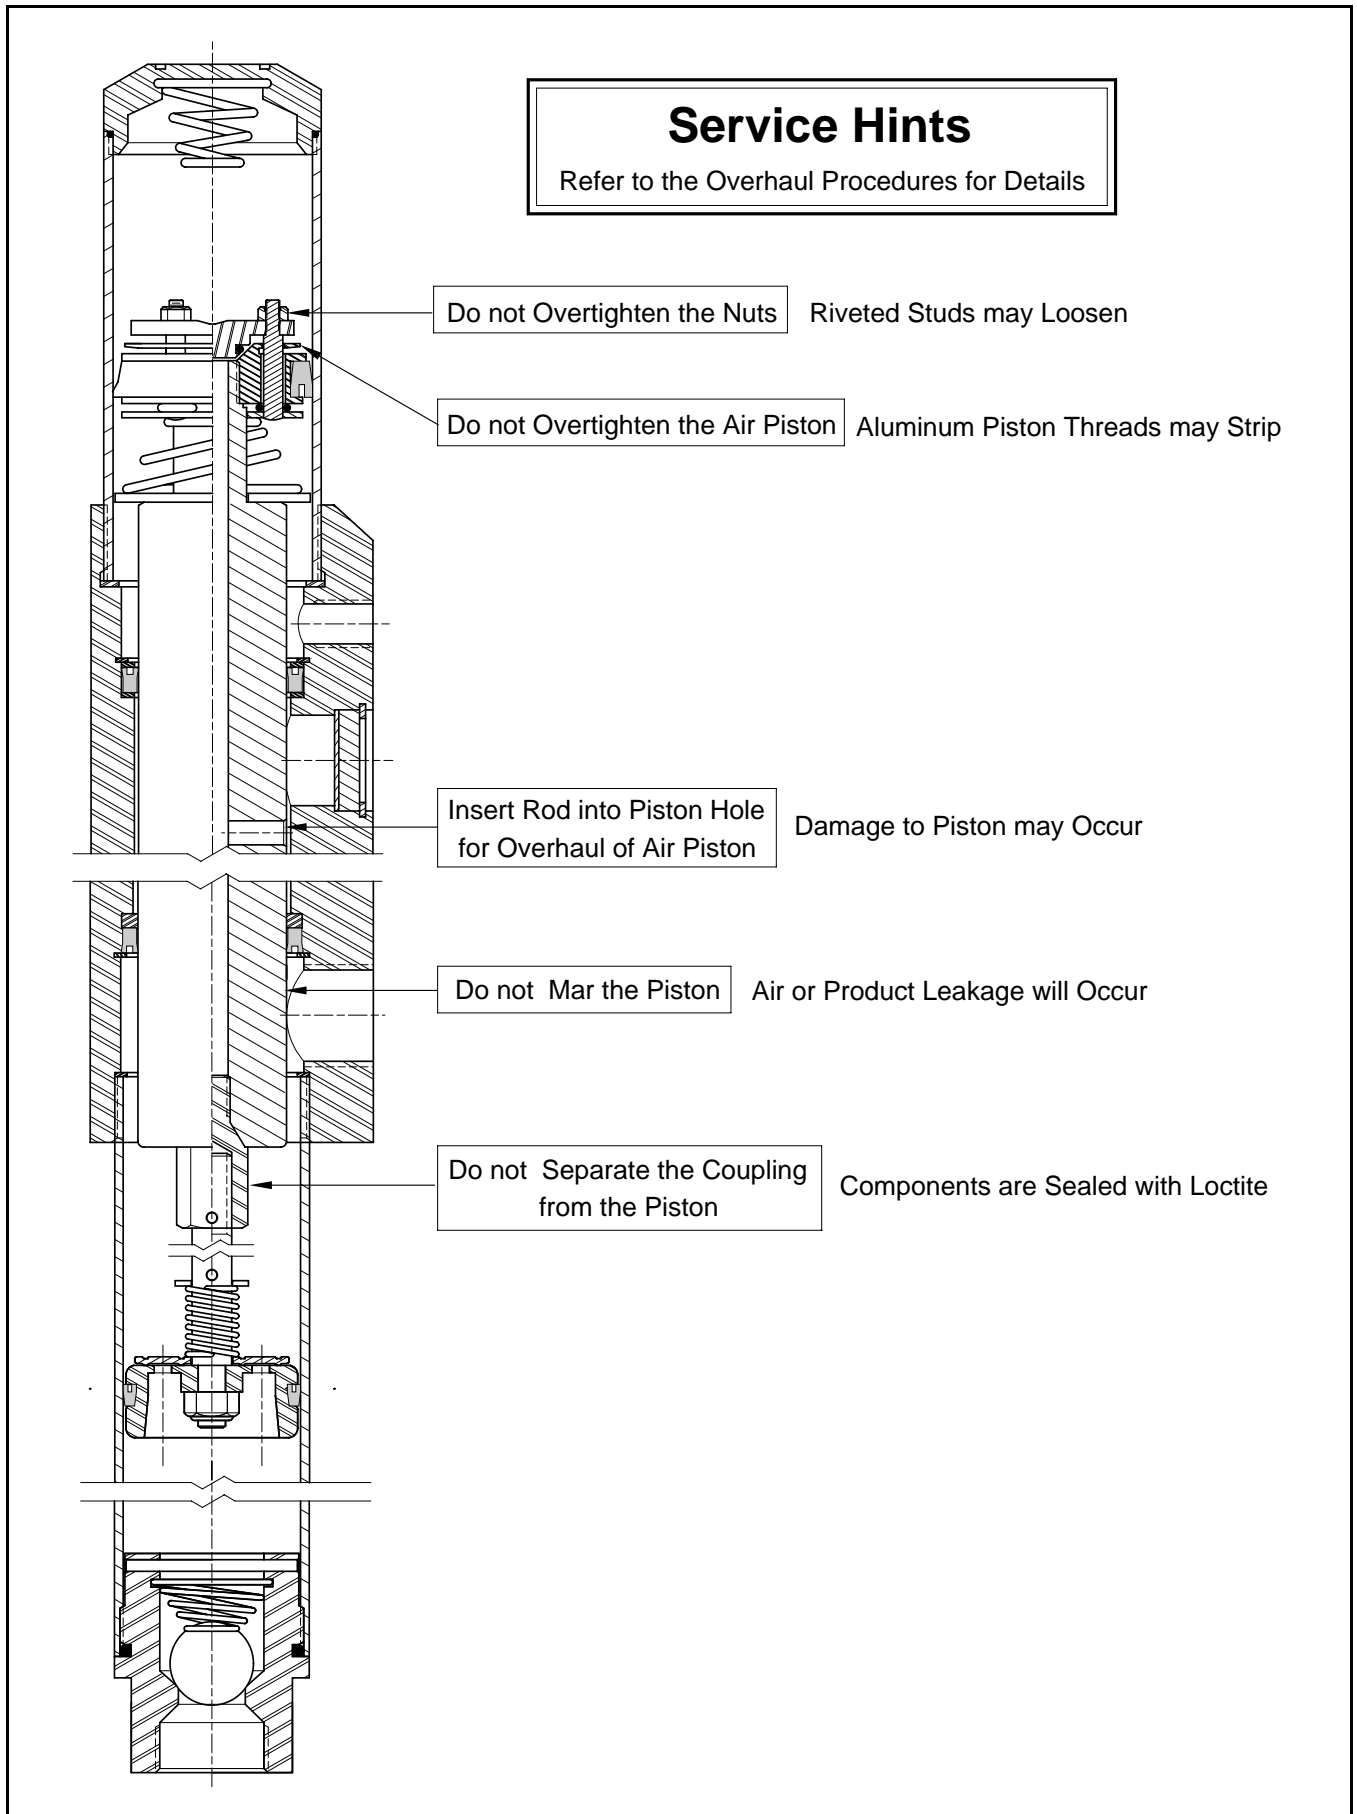 Service Hints
Refer to the Overhaul Procedures for Details
Do not Overtighten the Nuts
Riveted Studs may Loosen
Do not Overtighten the Air Piston
Aluminum Piston Threads may Strip
Insert Rod into Piston Hole
for Overhaul of Air Piston
Damage to Piston may Occur
Do not Mar the Piston
Air or Product Leakage will Occur
Do not Separate the Coupling
from the Piston
Components are Sealed with Loctite